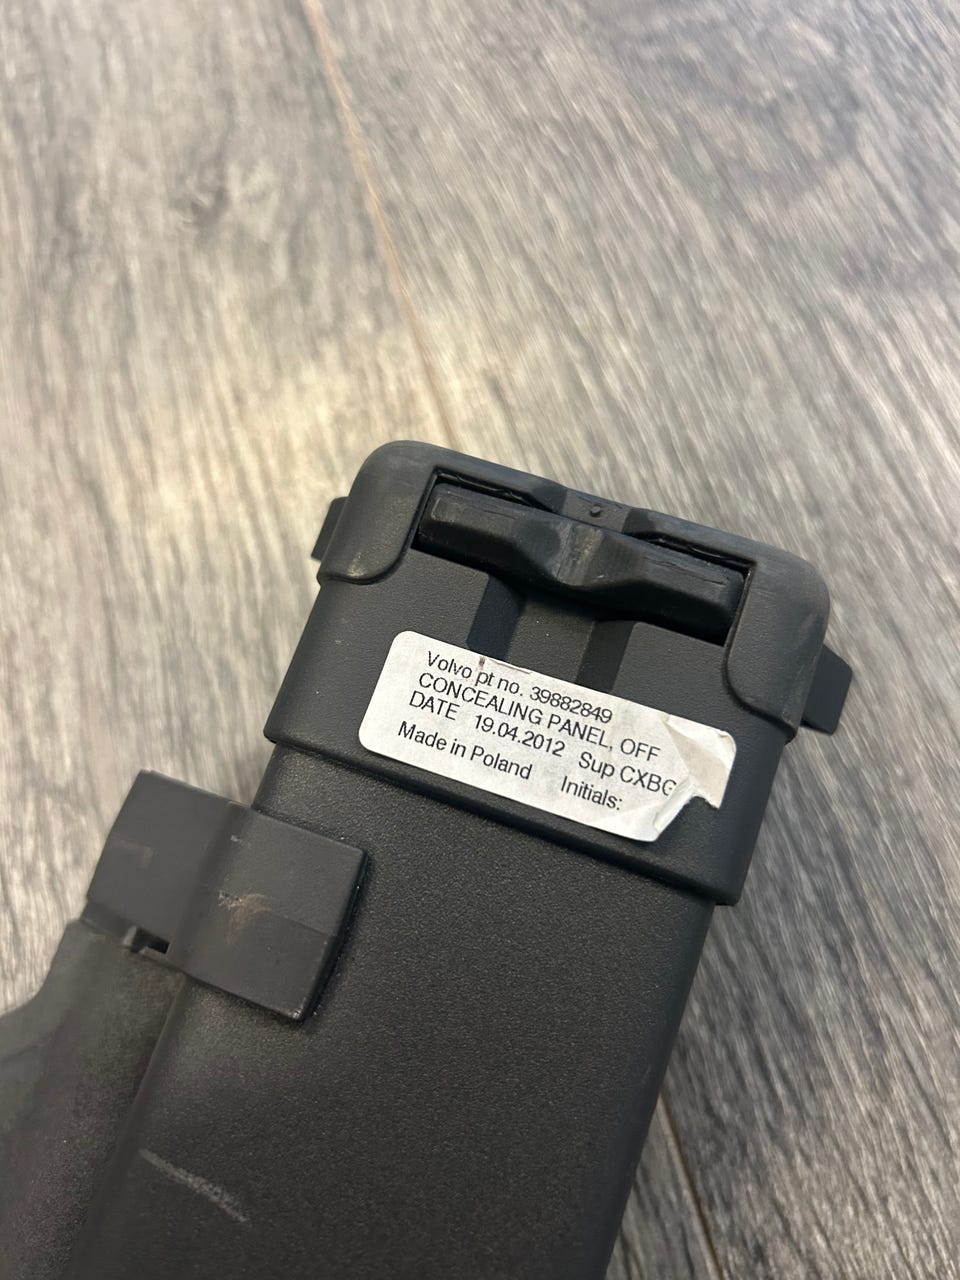 Volvo pt no. 39882849
CONCEALING PANEL, OFF
DATE 19.04.2012 Sup CXBG
Made in Poland Initials: